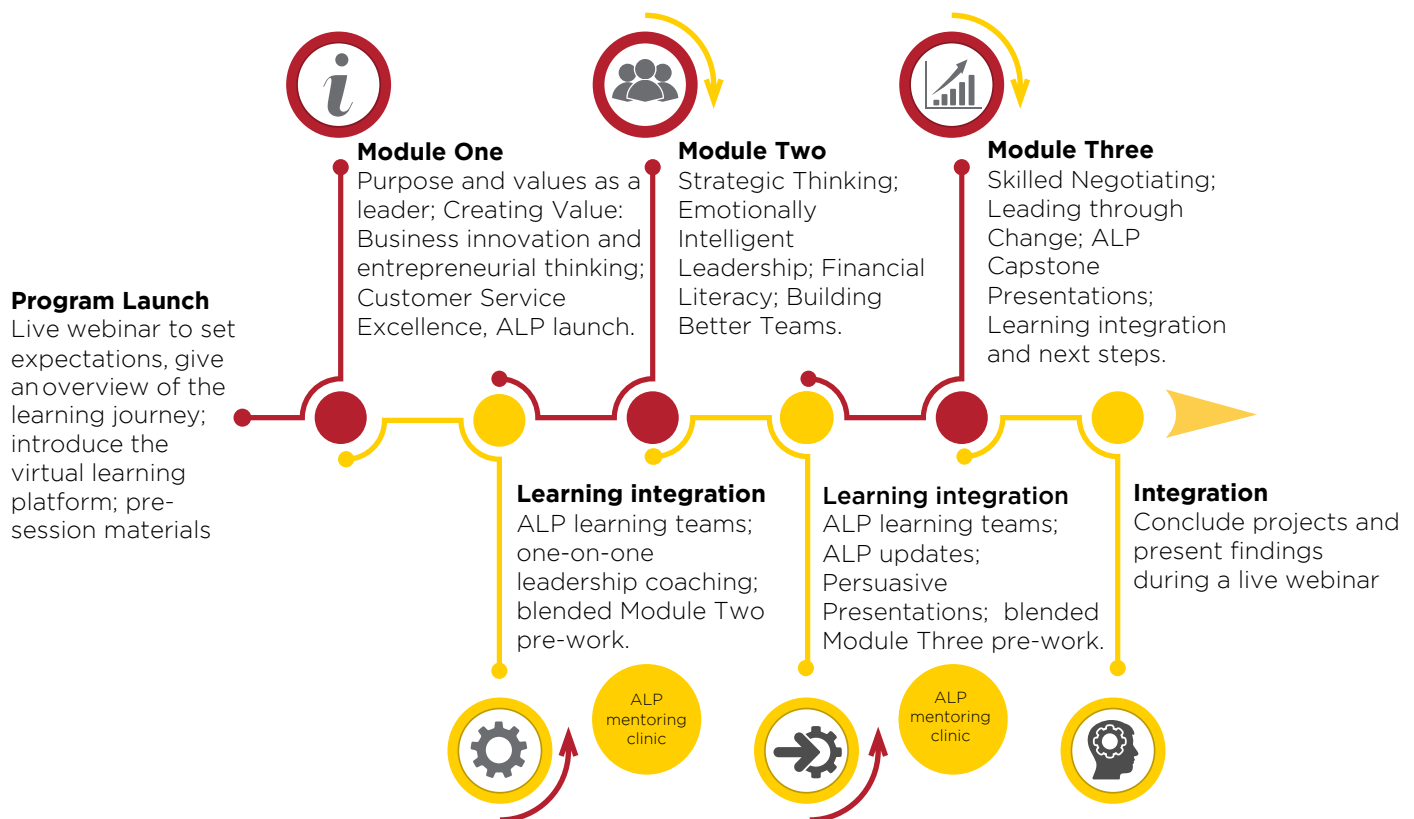 Program Launch
Live webinar to set
expectations, give
an overview of the
learning journey;
introduce the
virtual learning
platform; pre-
session materials
i
Module One
Purpose and values as a
leader; Creating Value:
Business innovation and
entrepreneurial thinking;
Customer Service
Excellence, ALP launch.
Module Two
Strategic Thinking;
Emotionally
Intelligent
Leadership; Financial
Literacy; Building
Better Teams.
Module Three
Skilled Negotiating;
Leading through
Change; ALP
Capstone
Presentations;
Learning integration
and next steps.
Learning integration
ALP learning teams;
one-on-one
leadership coaching;
blended Module Two
pre-work.
ALP
mentoring
clinic
Learning integration
ALP learning teams;
ALP updates;
Persuasive
Presentations; blended
Module Three pre-work.
ALP
mentoring
clinic
Integration
Conclude projects and
present findings
during a live webinar